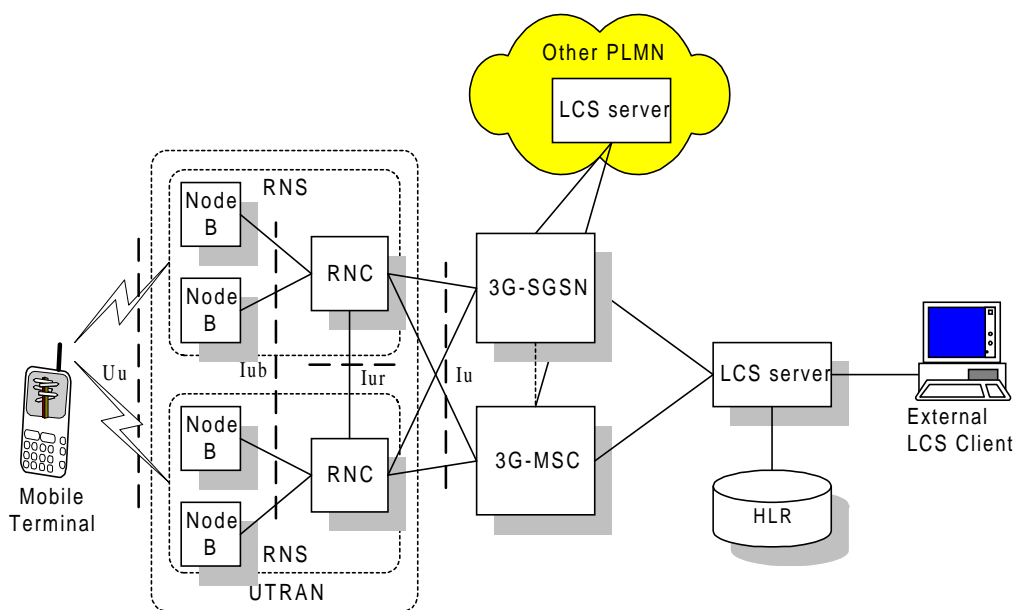 Other PLMN
LCS server
RNS
Node
B
RNC
Node
B
3G-SGSN
Uu
Iub
Iur
Iu
LCS server
Node
B
RNC
3G-MSC
External
LCS Client
Mobile
Terminal
Node
B
HLR
RNS
UTRAN